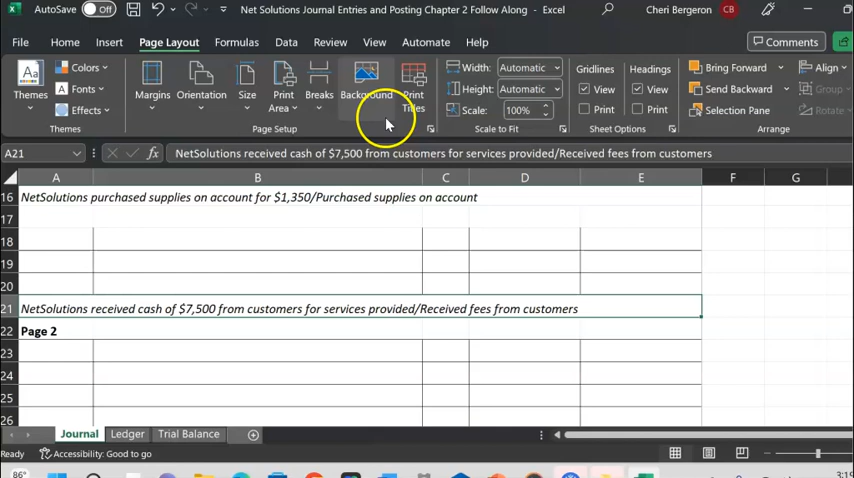 AutoSave Off Net Solutions Journal Entries and Posting Chapter 2 Follow Along - Excel Cheri Bergeron CB
File Home Insert Page Layout Formulas Data Review View Automate Help Comments
Themes Colors Fonts Effects Margins Orientation Size Print Area Breaks Background Print Titles Width: Automatic Height: Automatic Scale: 100% Gridlines View Print Headings View Print Bring Forward Send Backward Selection Pane Align Group Rotate
Themes Page Setup Scale to Fit Sheet Options Arrange
A21 fx NetSolutions received cash of $7,500 from customers for services provided/Received fees from customers
A B C D E F G
16 NetSolutions purchased supplies on account for $1,350/Purchased supplies on account
17
18
19
20
21 NetSolutions received cash of $7,500 from customers for services provided/Received fees from customers
22 Page 2
23
24
25
26
Journal Ledger Trial Balance
Ready Accessibility: Good to go
86°